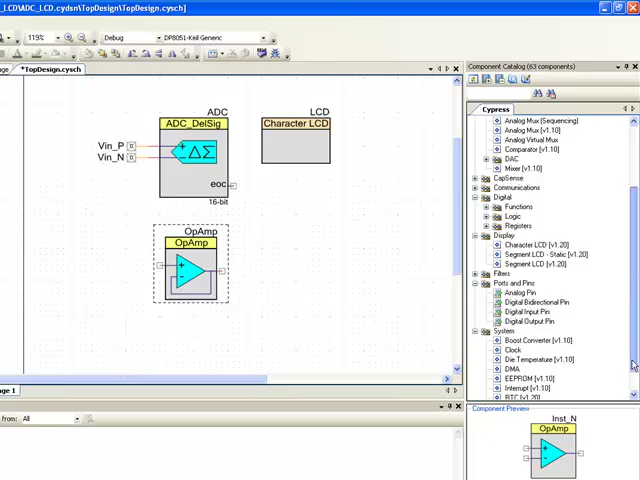 _LCD\ADC_LCD.cydsn\TopDesign\TopDesign.cysch]
119%
Debug
DP8051-Keil Generic
*TopDesign.cysch
ADC
ADC_DelSig
Vin_P
Vin_N
eoc
16-bit
LCD
Character LCD
OpAmp
OpAmp
age 1
from:
All
Component Catalog (63 components)
Cypress
Analog Mux (Sequencing)
Analog Mux [v1.10]
Analog Virtual Mux
Comparator [v1.10]
DAC
Mixer [v1.10]
CapSense
Communications
Digital
Functions
Logic
Registers
Display
Character LCD [v1.20]
Segment LCD - Static [v1.20]
Segment LCD [v1.20]
Filters
Ports and Pins
Analog Pin
Digital Bidirectional Pin
Digital Input Pin
Digital Output Pin
System
Boost Converter [v1.10]
Clock
Die Temperature [v1.10]
DMA
EEPROM [v1.10]
Interrupt [v1.10]
Component Preview
Inst_N
OpAmp